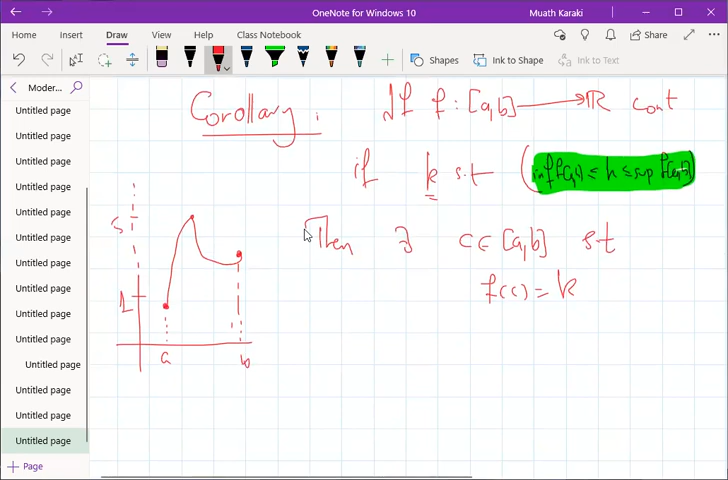 OneNote for Windows 10
Muath Karaki
Home Insert Draw View Help Class Notebook Share
Shapes Ink to Shape Ink to Text
Moder...
Untitled page
Untitled page
Untitled page
Untitled page
Untitled page
Untitled page
Untitled page
Untitled page
Untitled page
Untitled page
Untitled page
Untitled page
Untitled page
Untitled page
Page
Corollary: If f: [a,b] → ℝ cont
if k s.t (inf f[a,b] ≤ k ≤ sup f[a,b])
Then ∃ c ∈ [a,b] st
f(c) = k
S
I
a b